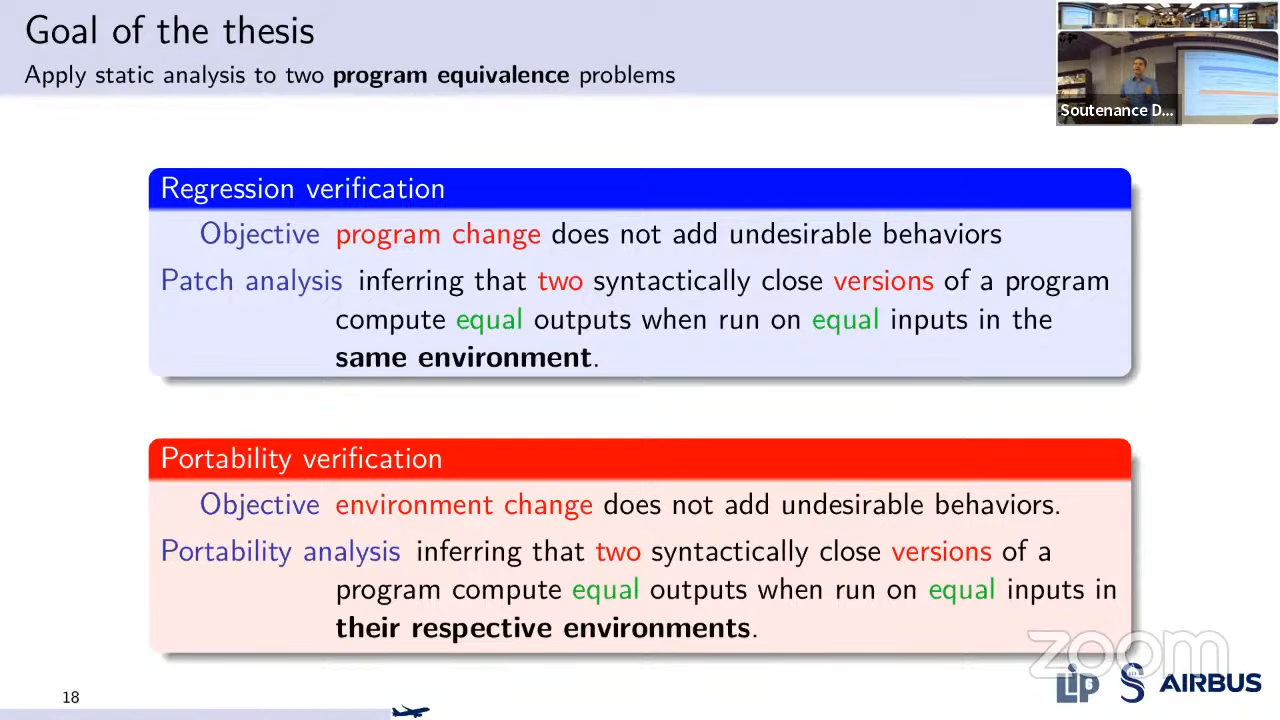 Goal of the thesis
Apply static analysis to two program equivalence problems
Soutenance D...
Regression verification
Objective program change does not add undesirable behaviors
Patch analysis inferring that two syntactically close versions of a program
compute equal outputs when run on equal inputs in the
same environment.
Portability verification
Objective environment change does not add undesirable behaviors.
Portability analysis inferring that two syntactically close versions of a
program compute equal outputs when run on equal inputs in
their respective environments.
zoom
LIP6 S AIRBUS
18